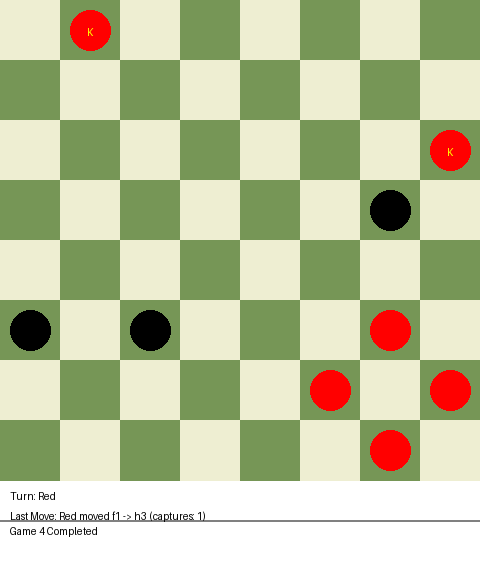 K
K
Turn: Red
Last Move: Red moved f1 -> h3 (captures: 1)
Game 4 Completed